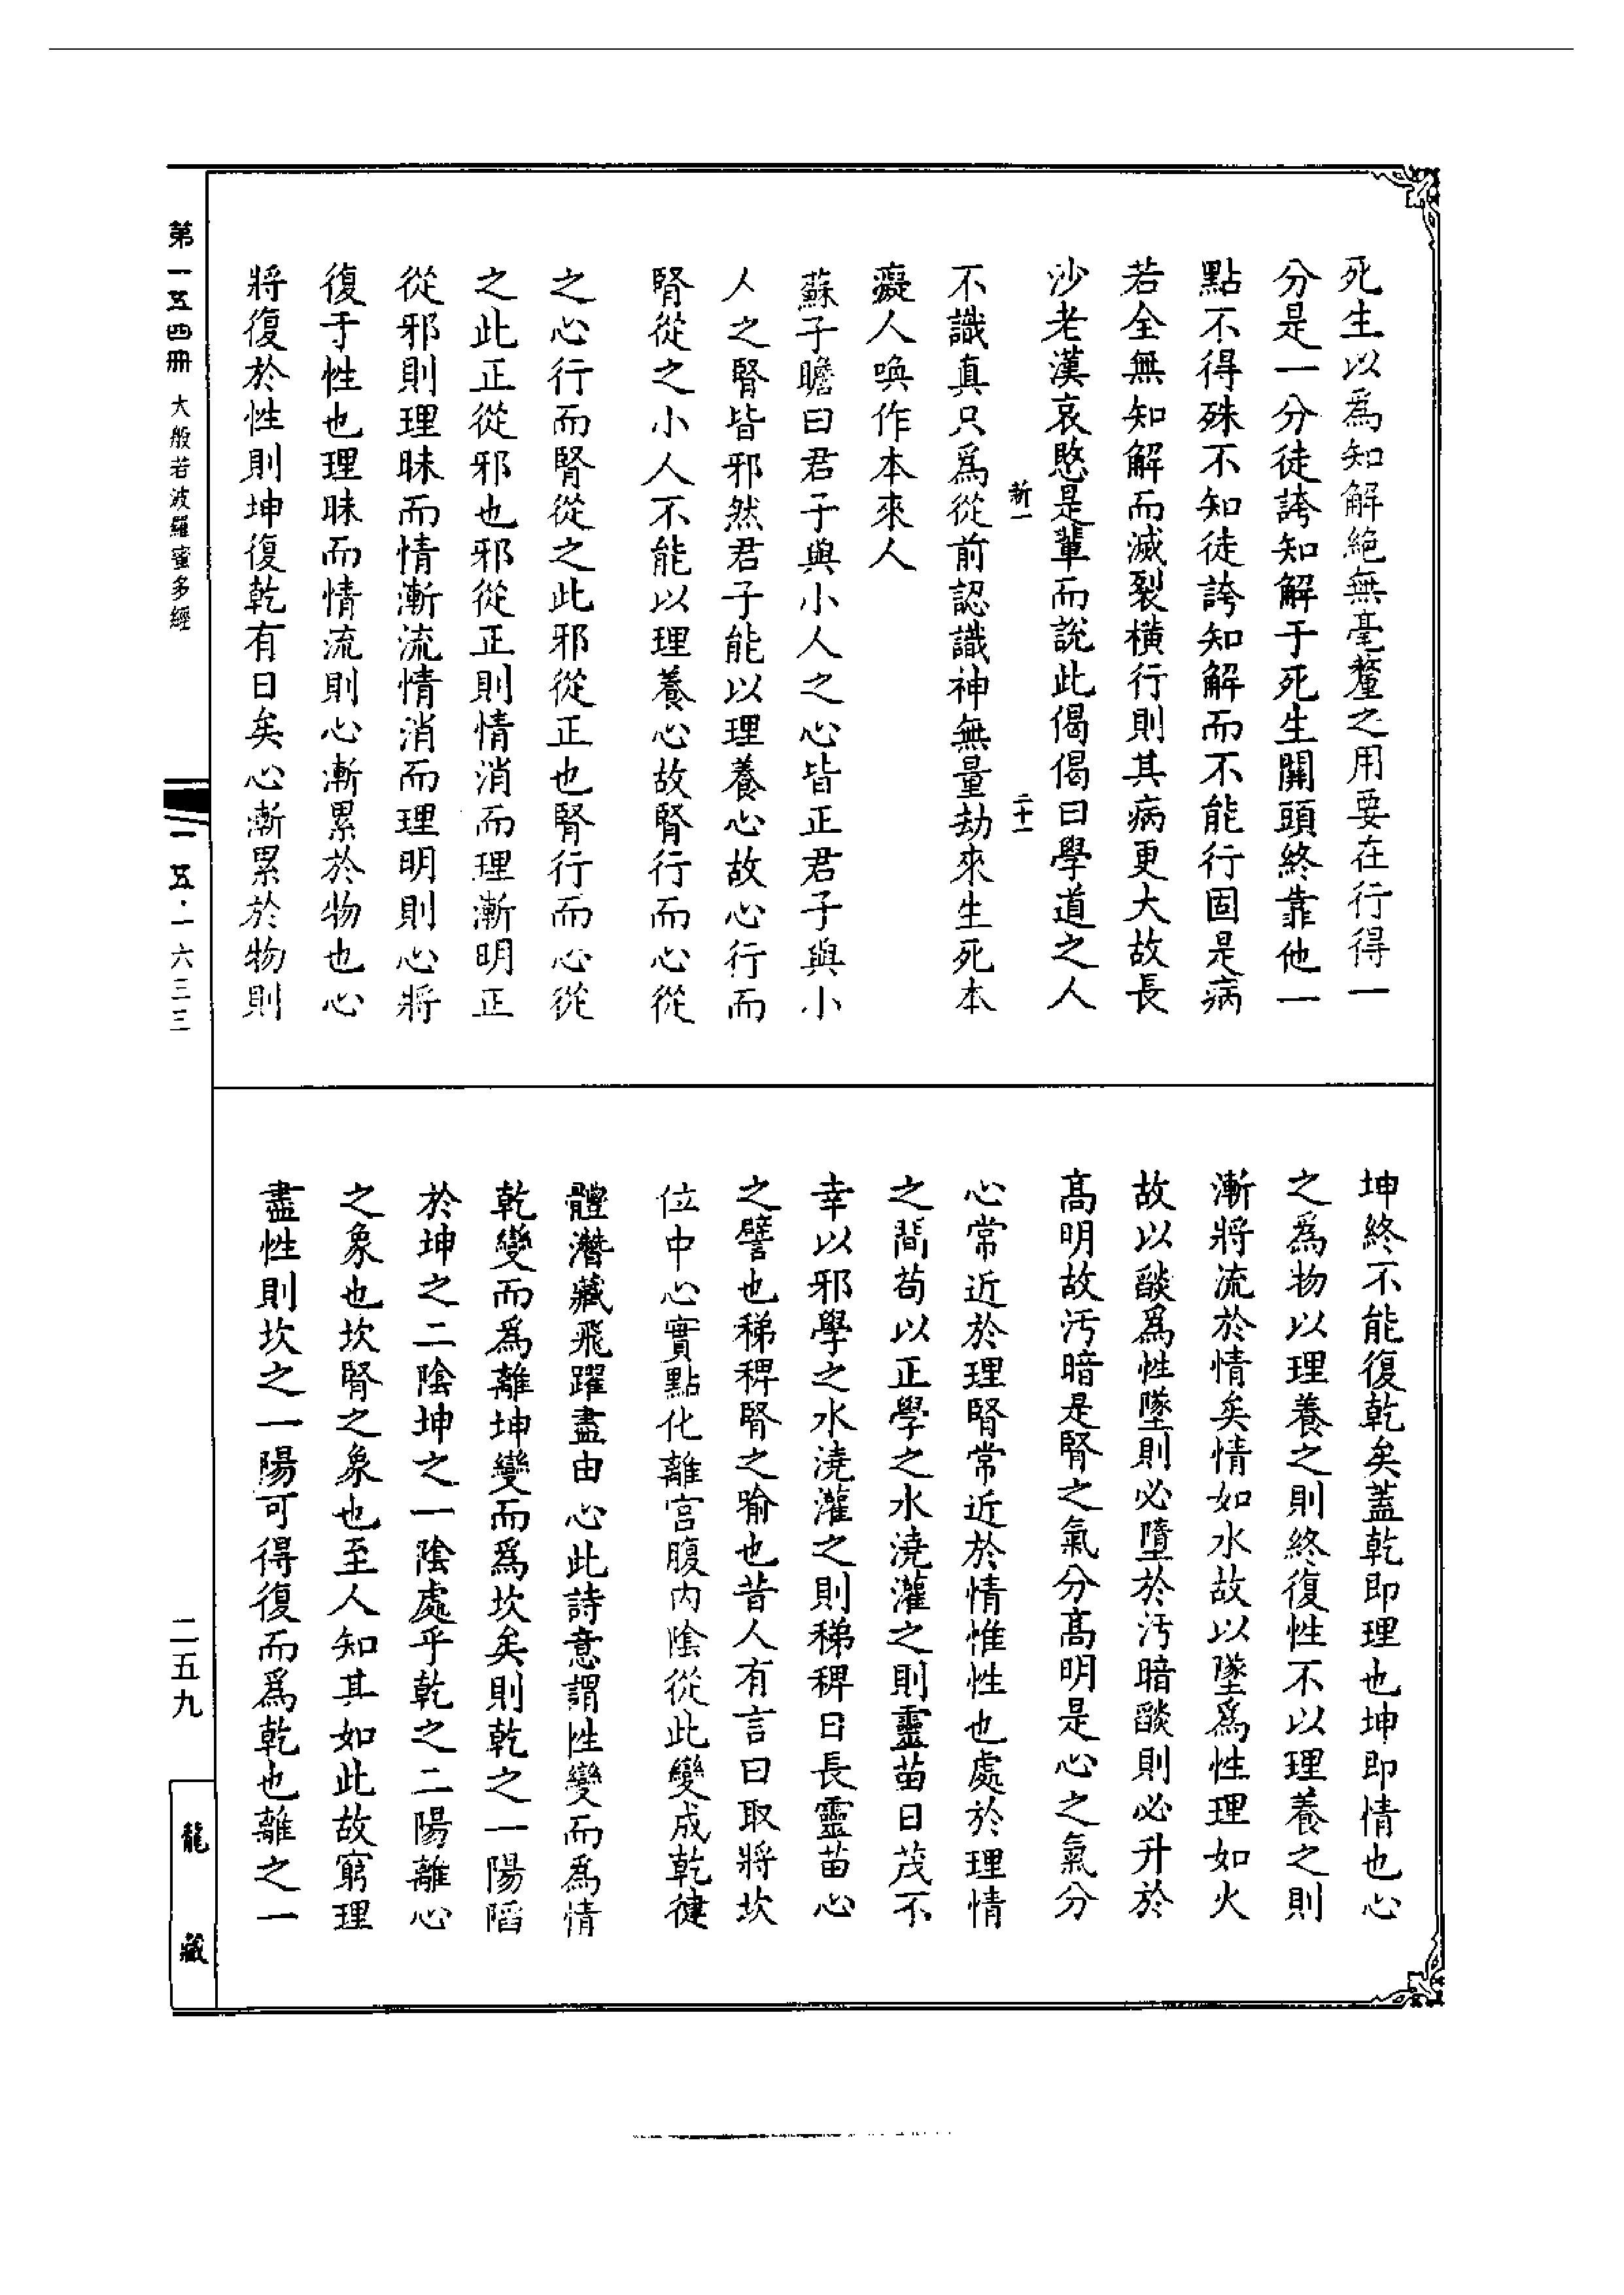 死生以為知解絕無毫釐之用要在行得一
分是一分徒誇知解于死生關頭終靠他一
點不得殊不知徒誇知解而不能行固是病
若全無知解而滅裂橫行則其病更大故長
沙老漢哀愍是輩而說此偈偈曰學道之人
新一 二十一
不識真只為從前認識神無量劫來生死本
癡人喚作本來人
蘇子瞻曰君子與小人之心皆正君子與小
人之腎皆邪然君子能以理養心故心行而
腎從之小人不能以理養心故腎行而心從
之心行而腎從之此邪從正也腎行而心從
之此正從邪也邪從正則情消而理漸明正
從邪則理昧而情漸流情消而理明則心將
復于性也理昧而情流則心漸累於物也心
將復於性則坤復乾有日矣心漸累於物則
坤終不能復乾矣蓋乾即理也坤即情也心
之為物以理養之則終復性不以理養之則
漸將流於情矣情如水故以墜為性理如火
故以燄為性墜則必墮於汚暗燄則必升於
高明故汚暗是腎之氣分高明是心之氣分
心常近於理腎常近於情惟性也處於理情
之間苟以正學之水澆灌之則靈苗日茂不
幸以邪學之水澆灌之則稊稗日長靈苗心
之譬也稊稗腎之喻也昔人有言曰取將坎
位中心實點化離宮腹內陰從此變成乾健
體潛藏飛躍盡由心此詩意謂性變而為情
乾變而為離坤變而為坎矣則乾之一陽陷
於坤之二陰坤之一陰處乎乾之二陽離心
之象也坎腎之象也至人知其如此故窮理
盡性則坎之一陽可得復而為乾也離之一
第一五四冊 大般若波羅蜜多經
一五·一六三三
二五九
龍藏